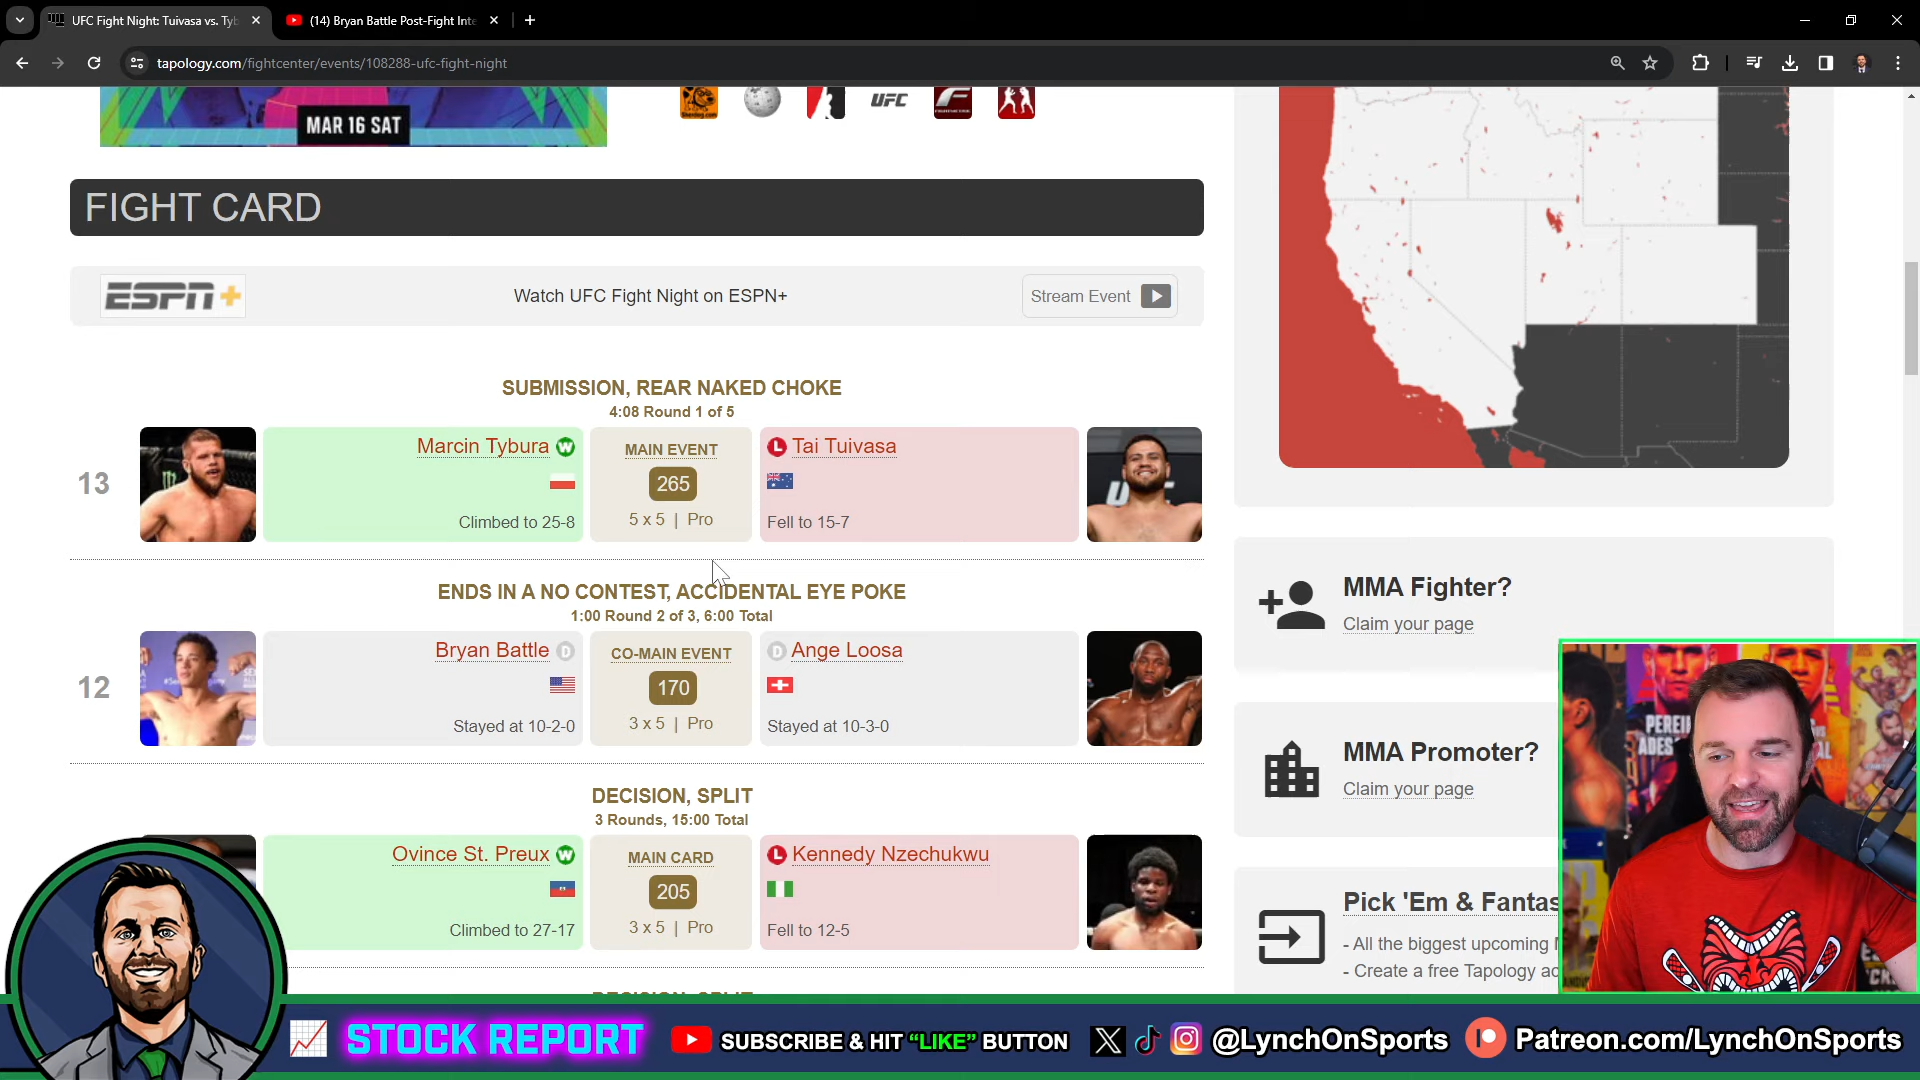 UFC Fight Night: Tuivasa vs. Tyb
(14) Bryan Battle Post-Fight Inte
tapology.com/fightcenter/events/108288-ufc-fight-night
MAR 16 SAT
UFC
FIGHT CARD
ESPN+
Watch UFC Fight Night on ESPN+
Stream Event
SUBMISSION, REAR NAKED CHOKE
4:08 Round 1 of 5
13
Marcin Tybura W
MAIN EVENT
L Tai Tuivasa
265
Climbed to 25-8
5 x 5 | Pro
Fell to 15-7
ENDS IN A NO CONTEST, ACCIDENTAL EYE POKE
1:00 Round 2 of 3, 6:00 Total
12
Bryan Battle D
CO-MAIN EVENT
D Ange Loosa
170
Stayed at 10-2-0
3 x 5 | Pro
Stayed at 10-3-0
DECISION, SPLIT
3 Rounds, 15:00 Total
Ovince St. Preux W
MAIN CARD
L Kennedy Nzechukwu
205
Climbed to 27-17
3 x 5 | Pro
Fell to 12-5
MMA Fighter?
Claim your page
MMA Promoter?
Claim your page
Pick 'Em & Fantas
- All the biggest upcoming
- Create a free Tapology ac
PEREI
ADES
STOCK REPORT
SUBSCRIBE & HIT “LIKE” BUTTON
@LynchOnSports
Patreon.com/LynchOnSports